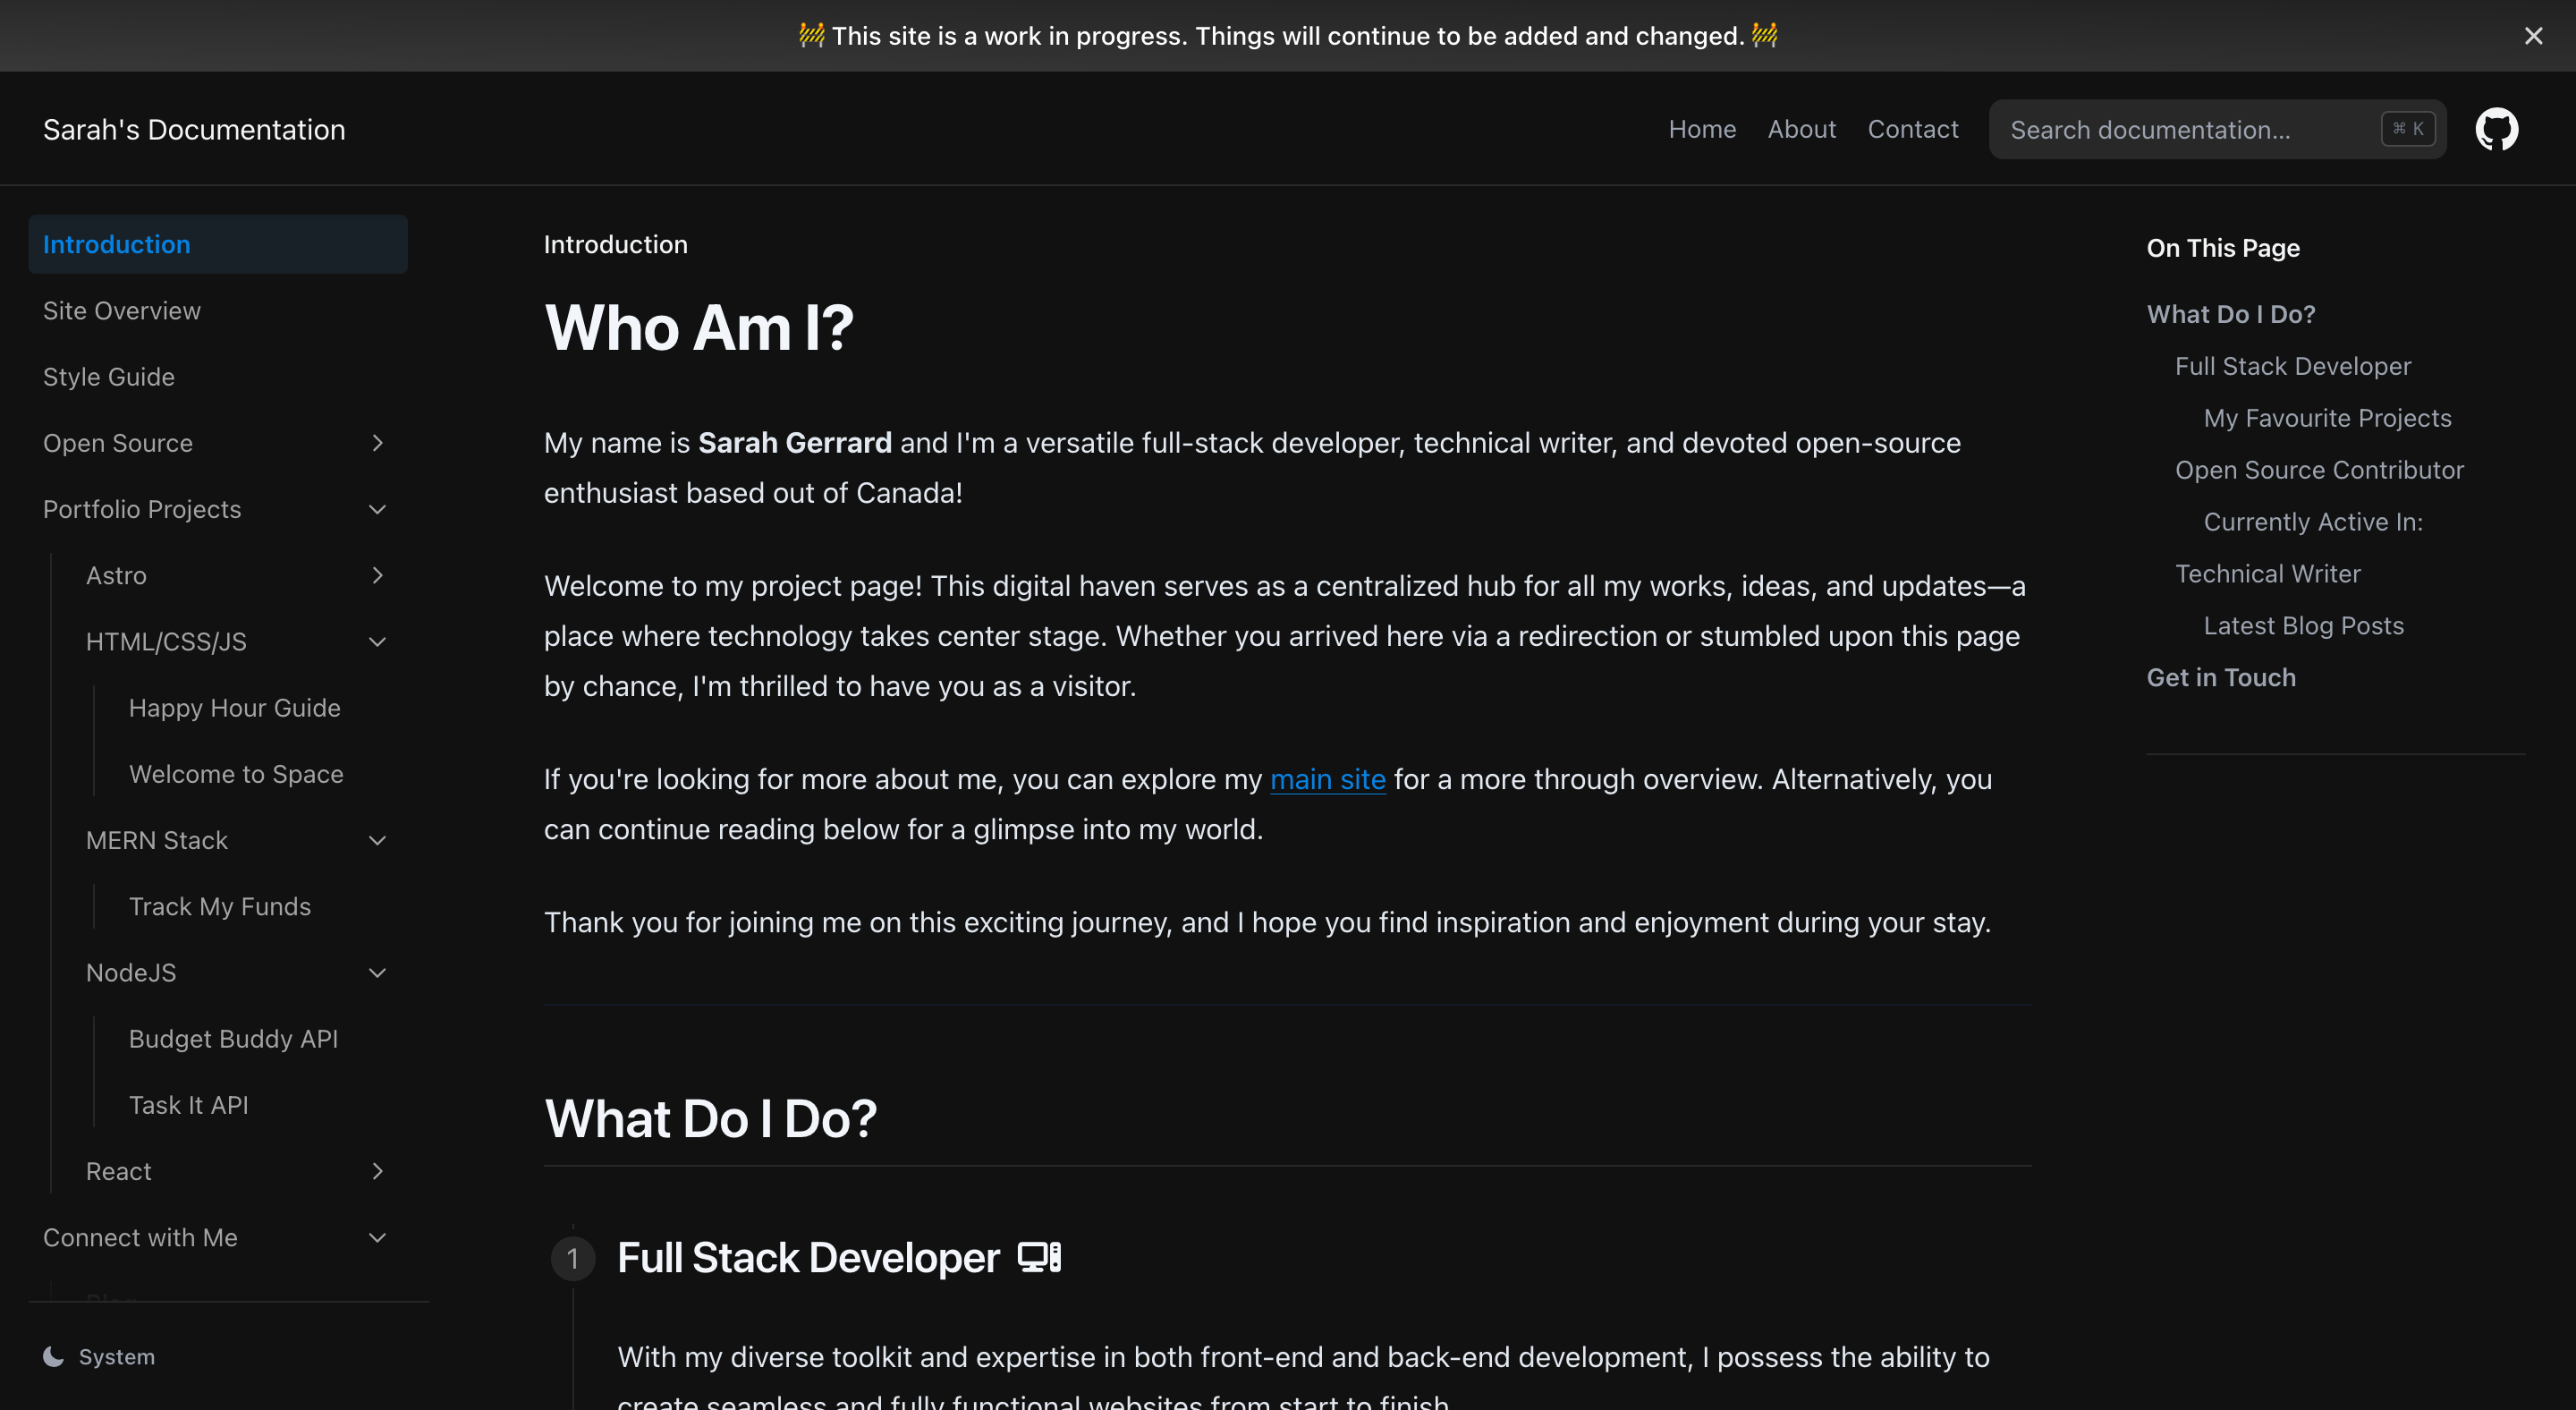 🚧 This site is a work in progress. Things will continue to be added and changed. 🚧
Sarah's Documentation
Home
About
Contact
Search documentation...
⌘ K
Introduction
Site Overview
Style Guide
Open Source
Portfolio Projects
Astro
HTML/CSS/JS
Happy Hour Guide
Welcome to Space
MERN Stack
Track My Funds
NodeJS
Budget Buddy API
Task It API
React
Connect with Me
Blog
System
Introduction
Who Am I?
My name is Sarah Gerrard and I'm a versatile full-stack developer, technical writer, and devoted open-source
enthusiast based out of Canada!
Welcome to my project page! This digital haven serves as a centralized hub for all my works, ideas, and updates—a
place where technology takes center stage. Whether you arrived here via a redirection or stumbled upon this page
by chance, I'm thrilled to have you as a visitor.
If you're looking for more about me, you can explore my main site for a more through overview. Alternatively, you
can continue reading below for a glimpse into my world.
Thank you for joining me on this exciting journey, and I hope you find inspiration and enjoyment during your stay.
What Do I Do?
1
Full Stack Developer
With my diverse toolkit and expertise in both front-end and back-end development, I possess the ability to
create seamless and fully functional websites from start to finish.
On This Page
What Do I Do?
Full Stack Developer
My Favourite Projects
Open Source Contributor
Currently Active In:
Technical Writer
Latest Blog Posts
Get in Touch